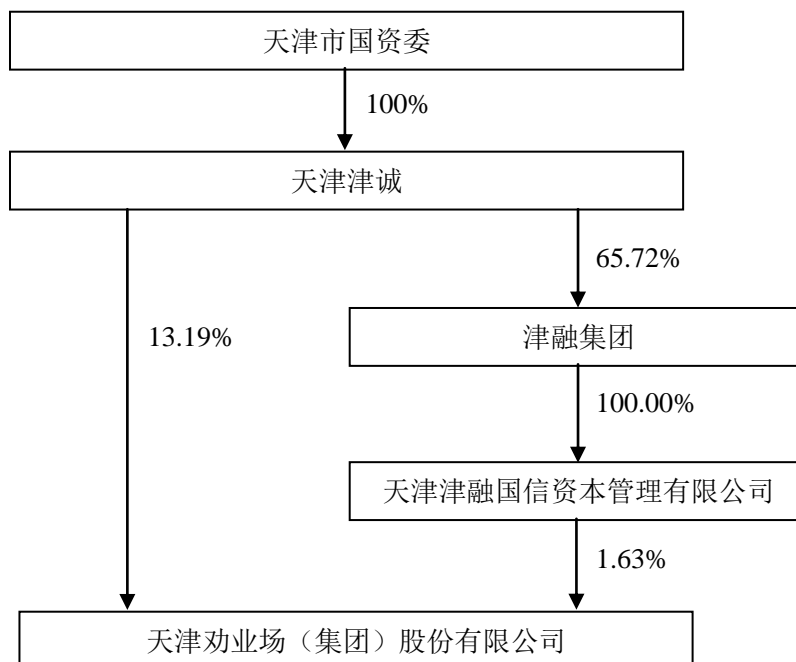 天津市国资委
100%
天津津诚
65.72%
13.19%
津融集团
100.00%
天津津融国信资本管理有限公司
1.63%
天津劝业场（集团）股份有限公司